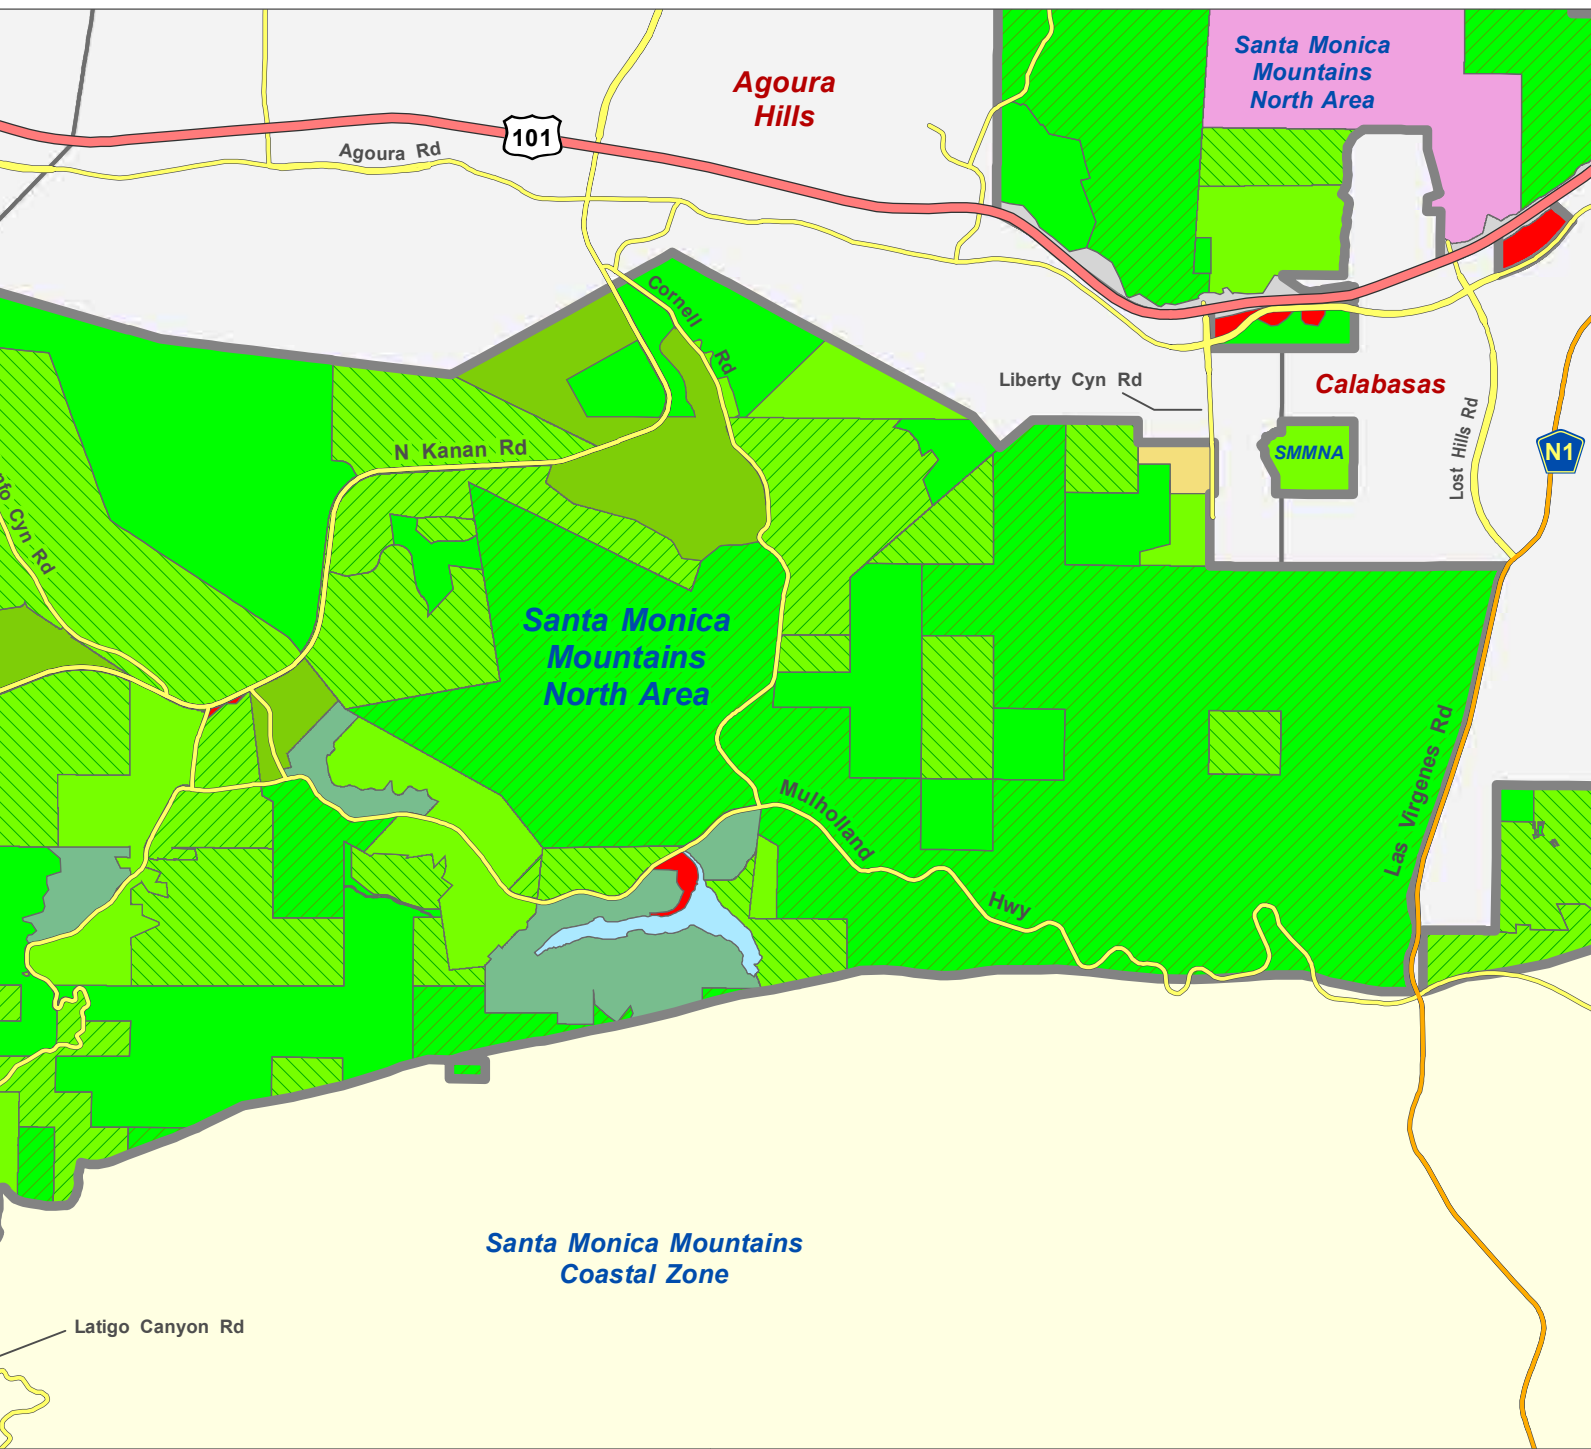 Santa Monica
Mountains
North Area
Agoura
Hills
101
Agoura Rd
Cornell Rd
Liberty Cyn Rd
Calabasas
Lost Hills Rd
N1
SMMNA
N Kanan Rd
nfo Cyn Rd
Santa Monica
Mountains
North Area
Las Virgenes Rd
Mulholland Hwy
Santa Monica Mountains
Coastal Zone
Latigo Canyon Rd